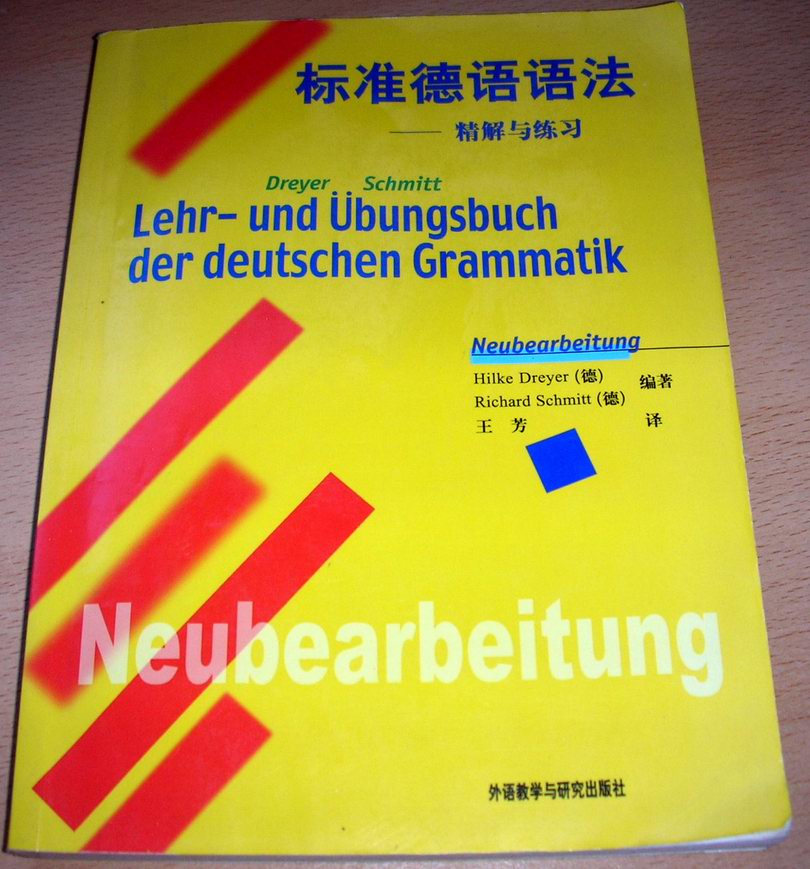 标准德语语法
—— 精解与练习
Dreyer Schmitt
Lehr- und Übungsbuch
der deutschen Grammatik
Neubearbeitung
Hilke Dreyer (德)
Richard Schmitt (德) 编著
王 芳 译
Neubearbeitung
外语教学与研究出版社